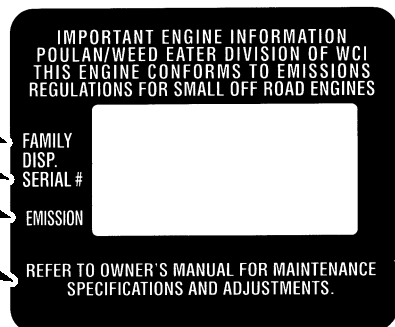 IMPORTANT ENGINE INFORMATION
POULAN/WEED EATER DIVISION OF WCI
THIS ENGINE CONFORMS TO EMISSIONS
REGULATIONS FOR SMALL OFF ROAD ENGINES
FAMILY
DISP.
SERIAL #
EMISSION
REFER TO OWNER'S MANUAL FOR MAINTENANCE
SPECIFICATIONS AND ADJUSTMENTS.